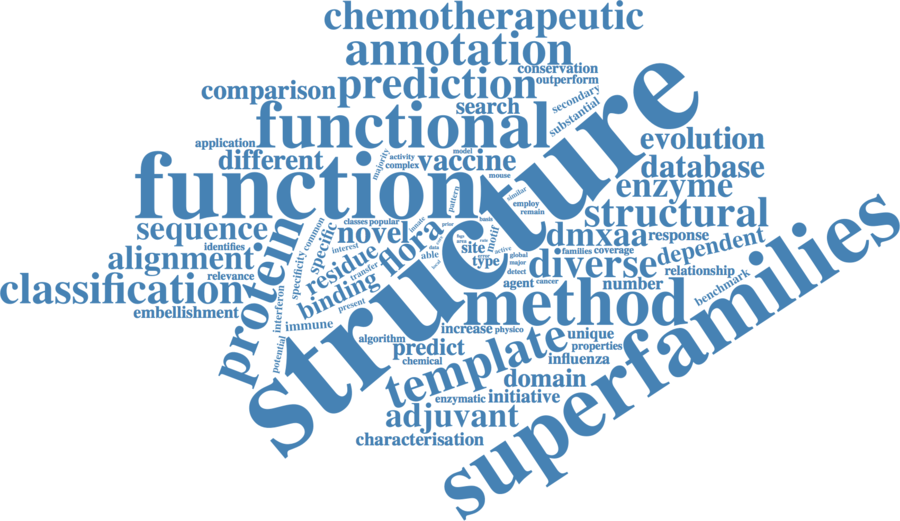 chemotherapeutic
annotation
conservation
prediction
outperform
comparison
secondary
search
substantial
functional
application
evolution
different
majority
activity
model
complex
vaccine
database
mouse
enzyme
function
structure
similar
employ
remain
pattern
structural
sequence
classes popular
innate
basis
novel
common
specific
protein
identifies
flora
motif
dmxaa
response
alignment
interest
site
families
coverage
dependent
relevance
specificity
residue
transfer
able
type
active
global
diverse
relationship
classification
binding
major
detect
agent
cancer
number
superfamilies
benchmark
method
embellishment
interferon
present
immune
increase
physico
unique
template
algorithm
predict
properties
potential
chemical
influenza
domain
enzymatic
initiative
adjuvant
characterisation